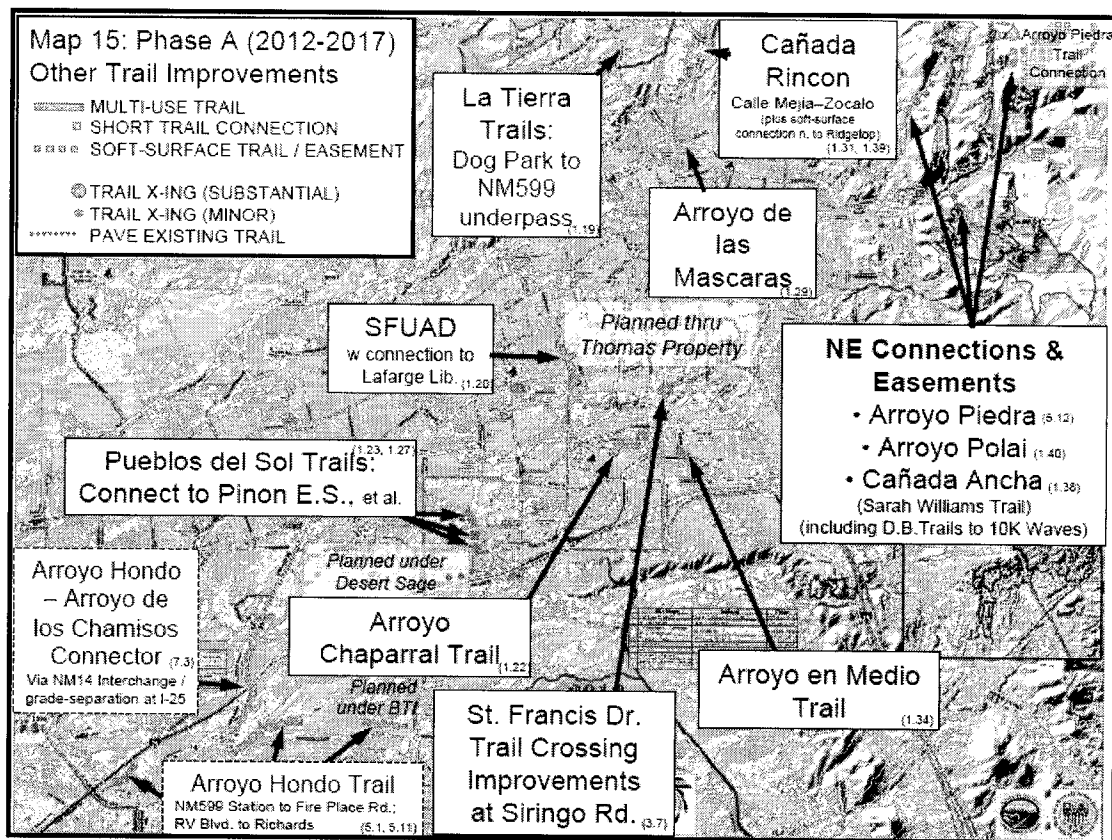 Map 15: Phase A (2012-2017)
Other Trail Improvements
MULTI-USE TRAIL
SHORT TRAIL CONNECTION
SOFT-SURFACE TRAIL / EASEMENT
TRAIL X-ING (SUBSTANTIAL)
TRAIL X-ING (MINOR)
PAVE EXISTING TRAIL
La Tierra
Trails:
Dog Park to
NM599
underpass (1.19)
Cañada
Rincon
Calle Mejia–Zocalo
(plus soft-surface
connection n. to Ridgetop)
(1.31, 1.39)
Arroyo Piedra
Trail
Connection
Arroyo de
las
Mascaras
(1.29)
SFUAD
w connection to
Lafarge Lib. (1.20)
Planned thru
Thomas Property
NE Connections &
Easements
• Arroyo Piedra (5.12)
• Arroyo Polai (1.40)
• Cañada Ancha (1.38)
(Sarah Williams Trail)
(including D.B.Trails to 10K Waves)
(1.23, 1.27)
Pueblos del Sol Trails:
Connect to Pinon E.S., et al.
Planned under
Desert Sage
Arroyo Hondo
– Arroyo de
los Chamisos
Connector (7.3)
Via NM14 Interchange /
grade-separation at I-25
Arroyo
Chaparral Trail (1.22)
Planned
under BTI
Arroyo en Medio
Trail
(1.34)
St. Francis Dr.
Trail Crossing
Improvements
at Siringo Rd. (3.7)
Arroyo Hondo Trail
NM599 Station to Fire Place Rd.;
RV Blvd. to Richards (5.1, 5.11)